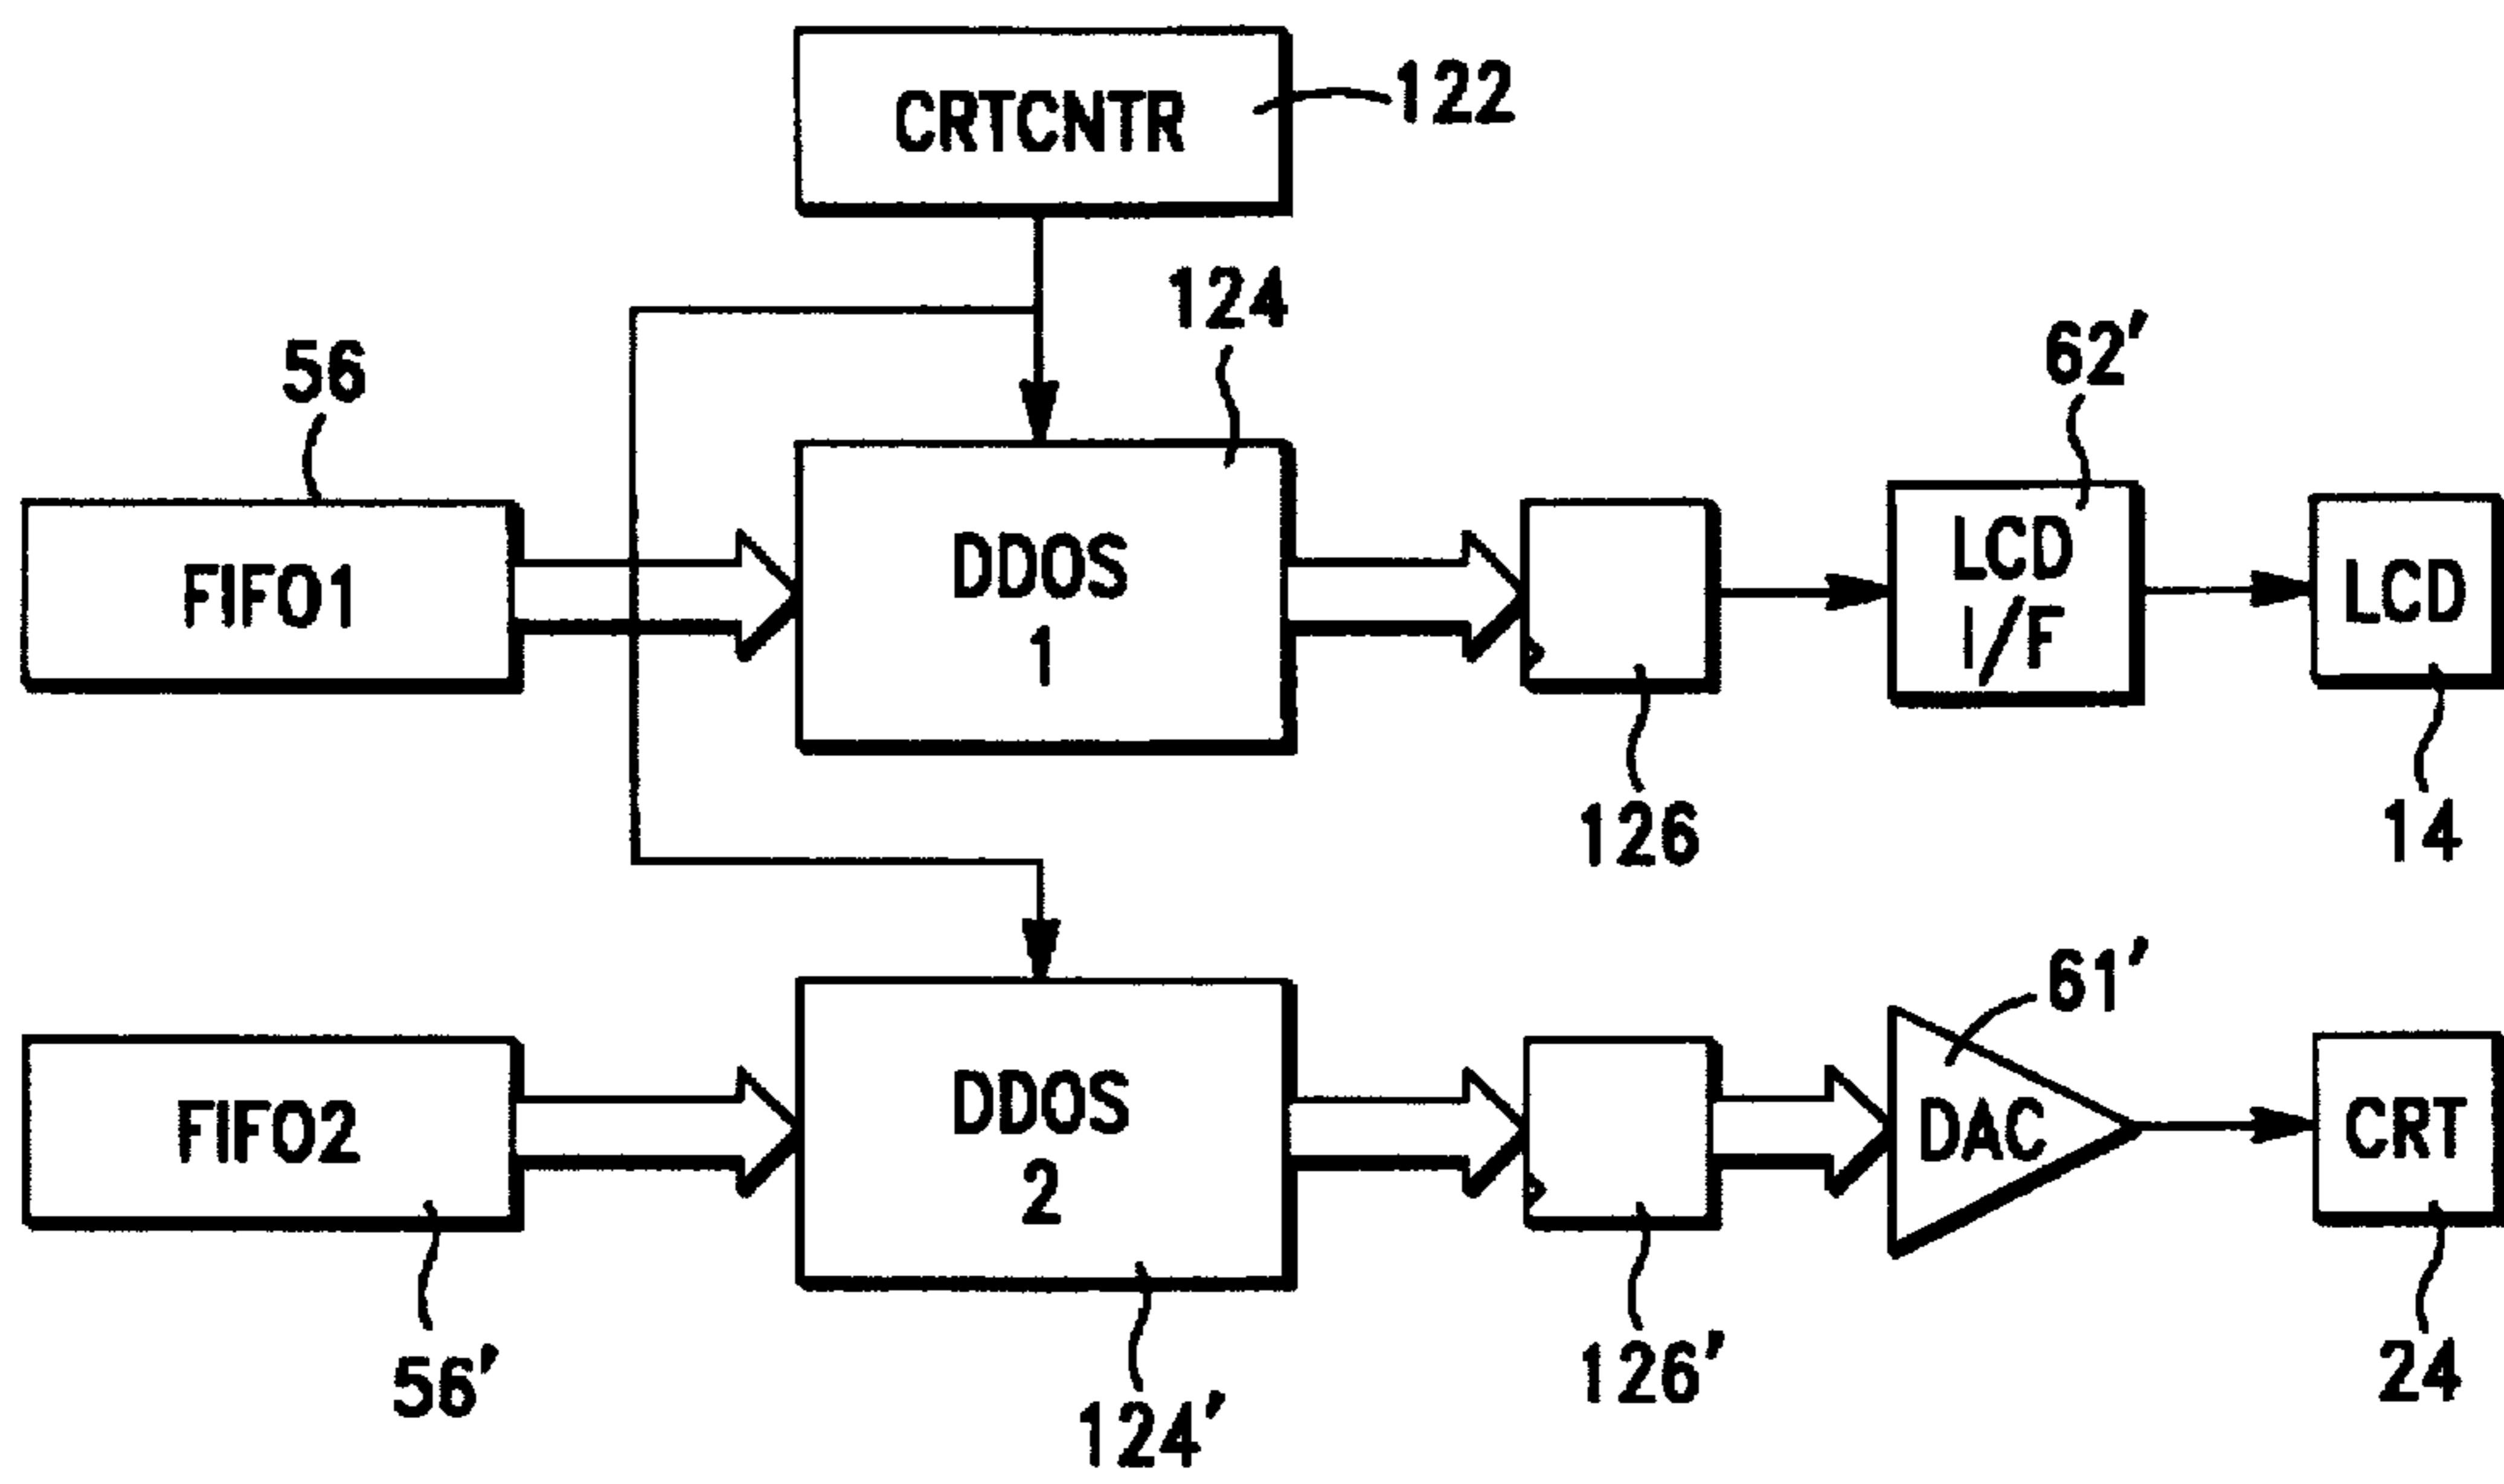 CRTCNTR
122
124
56
62'
FIFO1
DDOS
1
LCD
I/F
LCD
126
14
61'
FIFO2
DDOS
2
DAC
CRT
56'
124'
126'
24